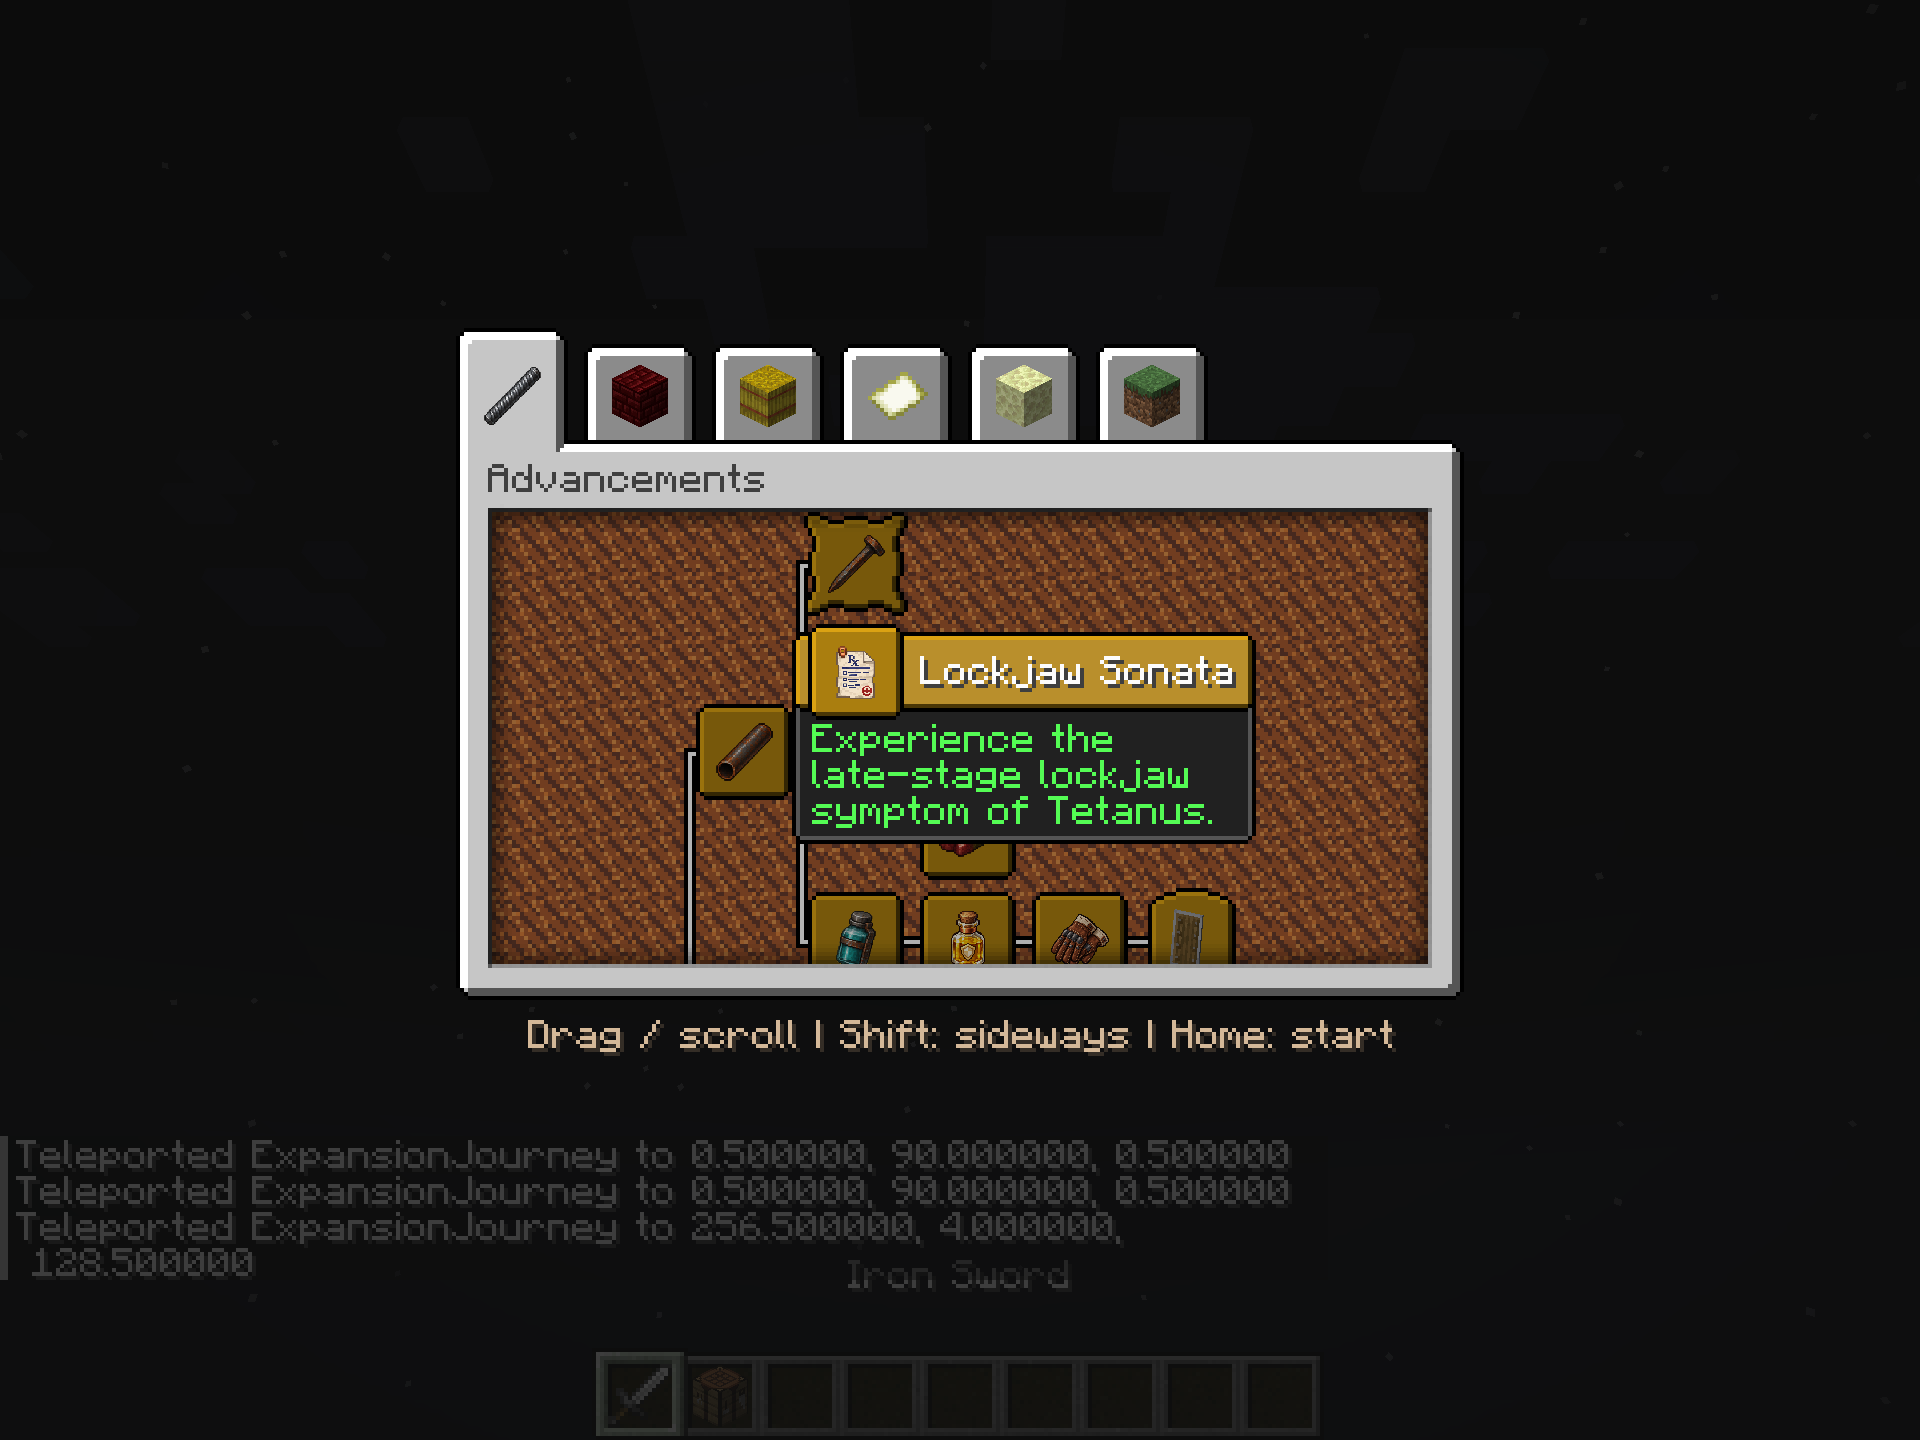 Advancements
Lockjaw Sonata
Experience the
late-stage lockjaw
symptom of Tetanus.
Drag / scroll | Shift: sideways | Home: start
Teleported ExpansionJourney to 0.500000, 90.000000, 0.500000
Teleported ExpansionJourney to 0.500000, 90.000000, 0.500000
Teleported ExpansionJourney to 256.500000, 4.000000,
128.500000
Iron Sword